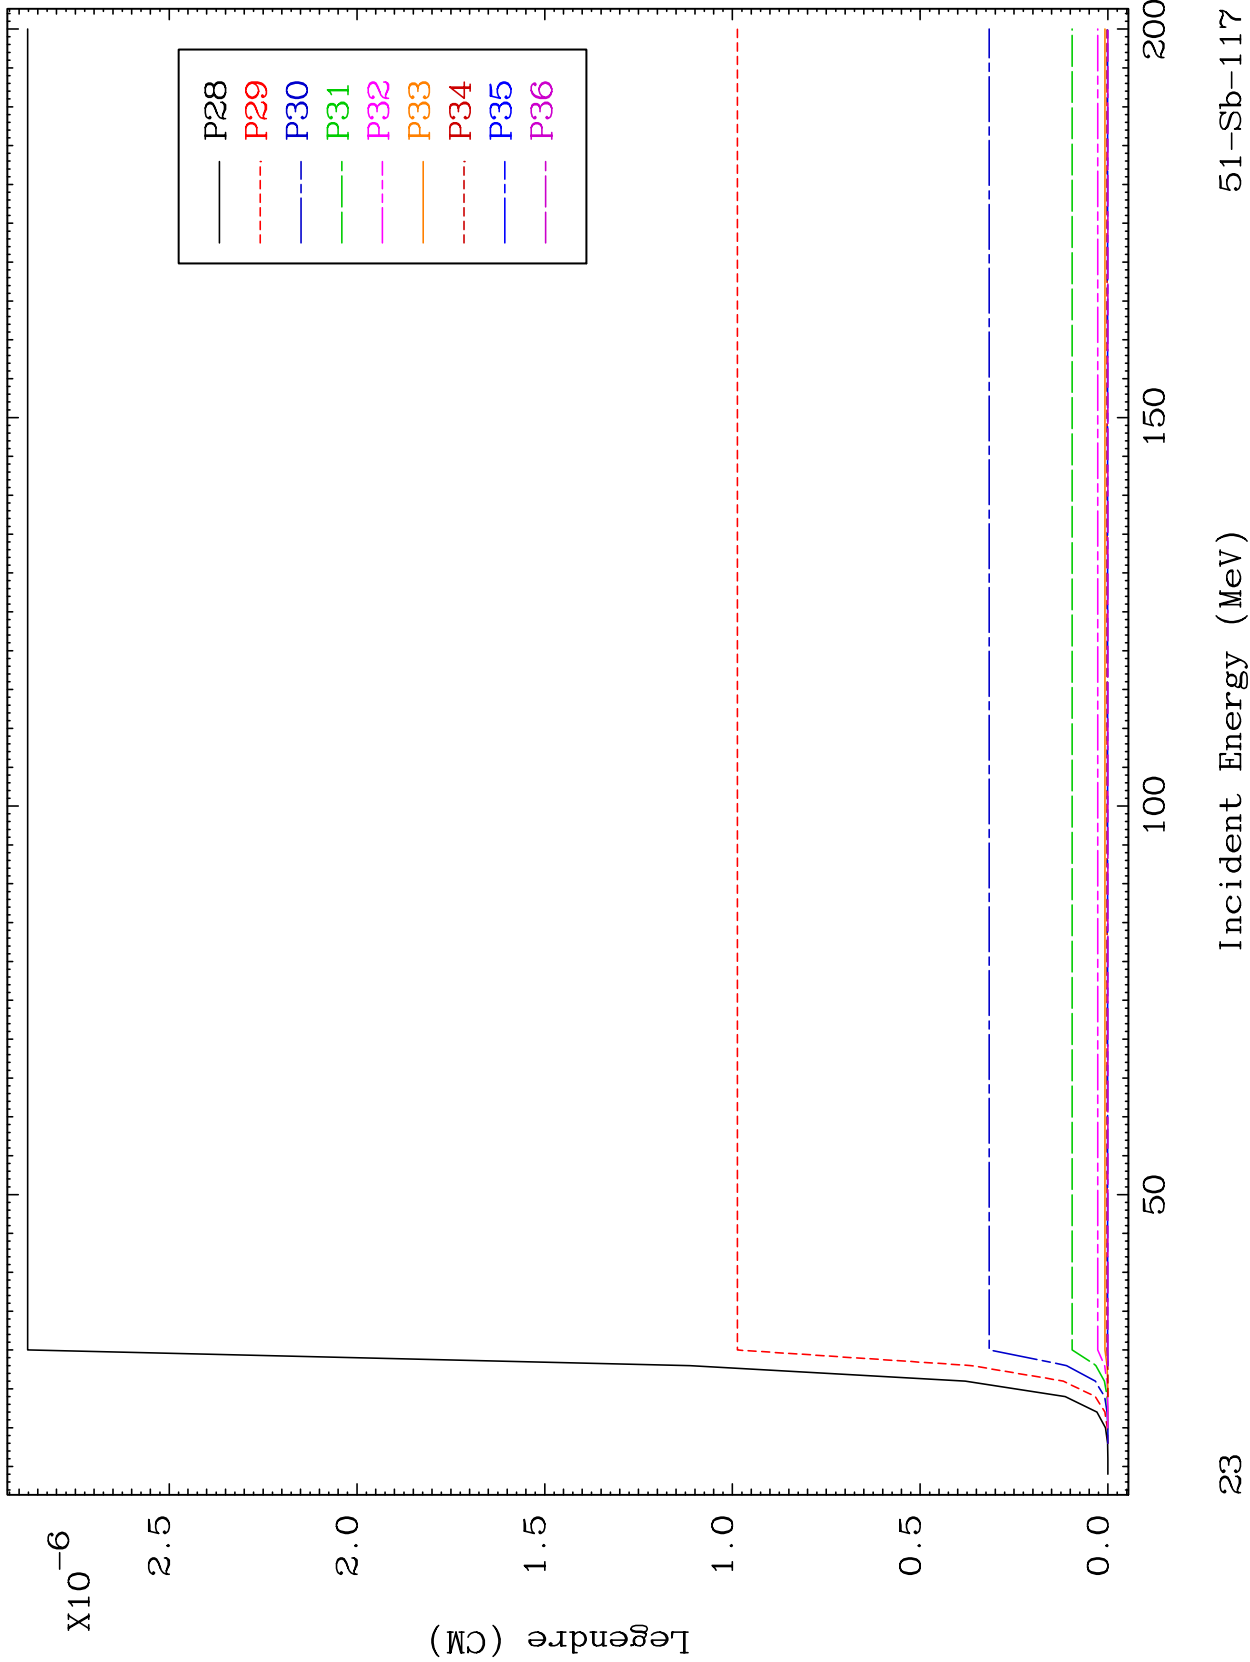 X10-6
2.5
2.0
1.5
1.0
0.5
0.0
Legendre (CM)
P28
P29
P30
P31
P32
P33
P34
P35
P36
50
100
150
200
Incident Energy (MeV)
23
51-Sb-117